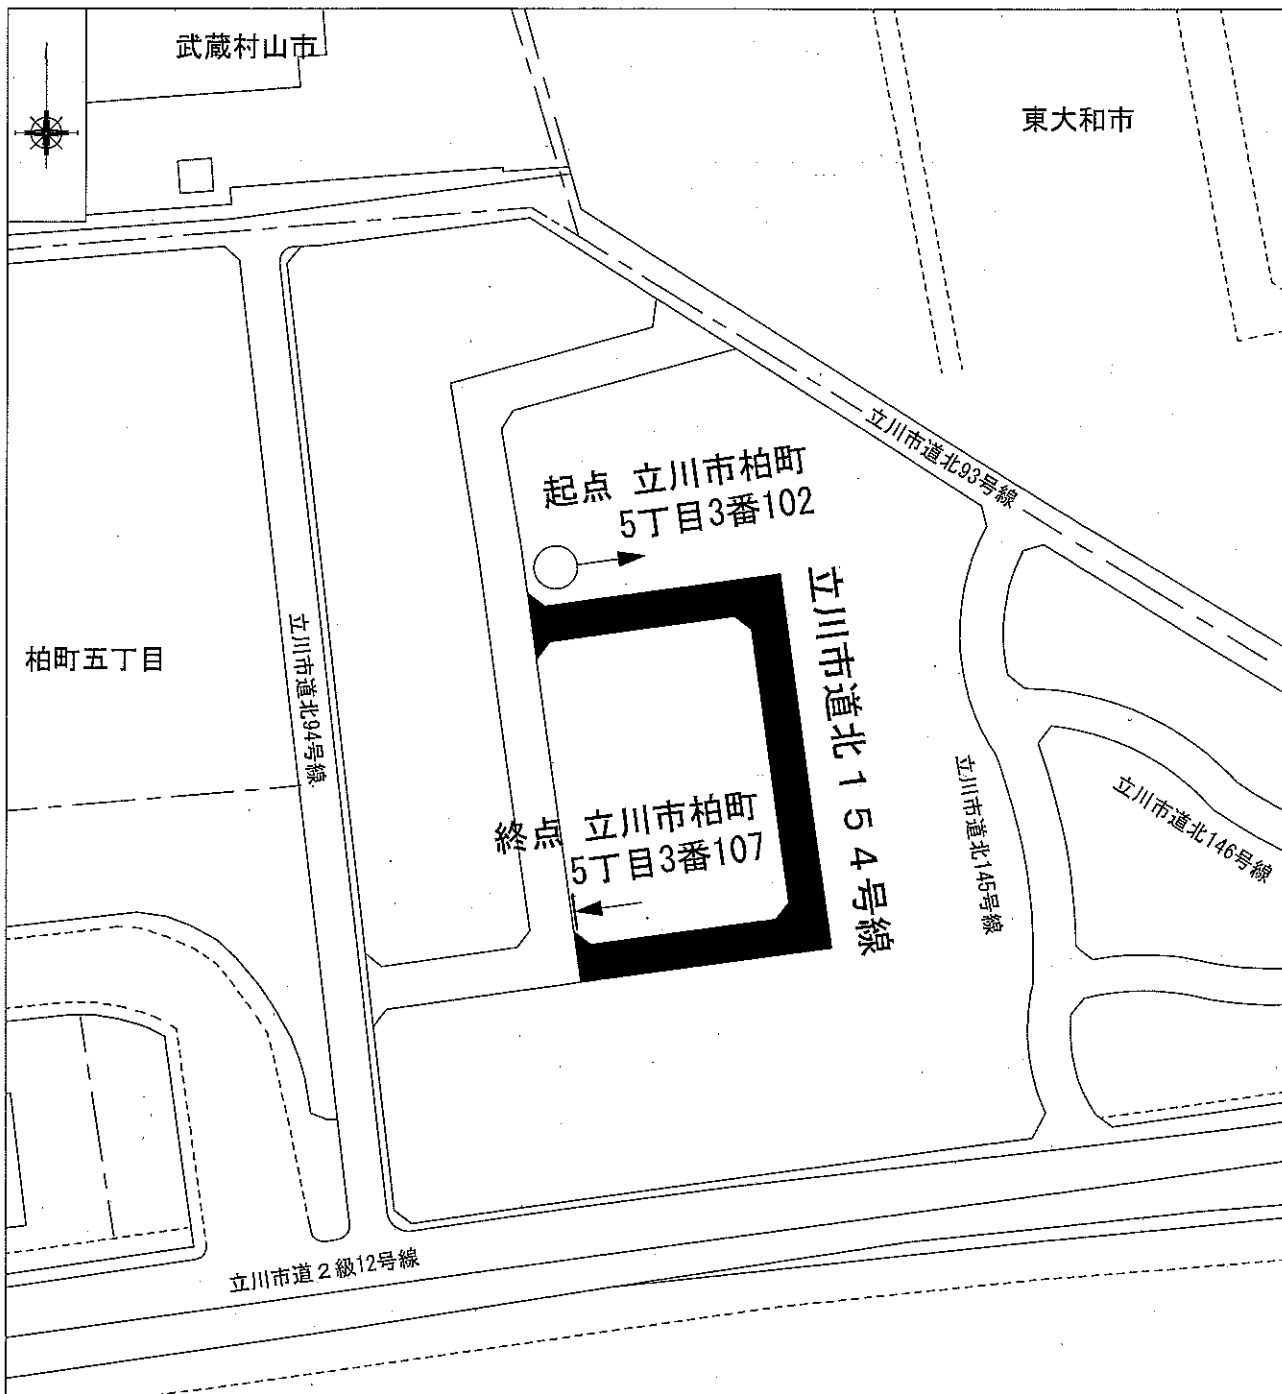 武蔵村山市
東大和市
立川市道北93号線
起点 立川市柏町
5丁目3番102
立川市道北154号線
立川市道北94号線
柏町五丁目
終点 立川市柏町
5丁目3番107
立川市道北145号線
立川市道北146号線
立川市道2級12号線